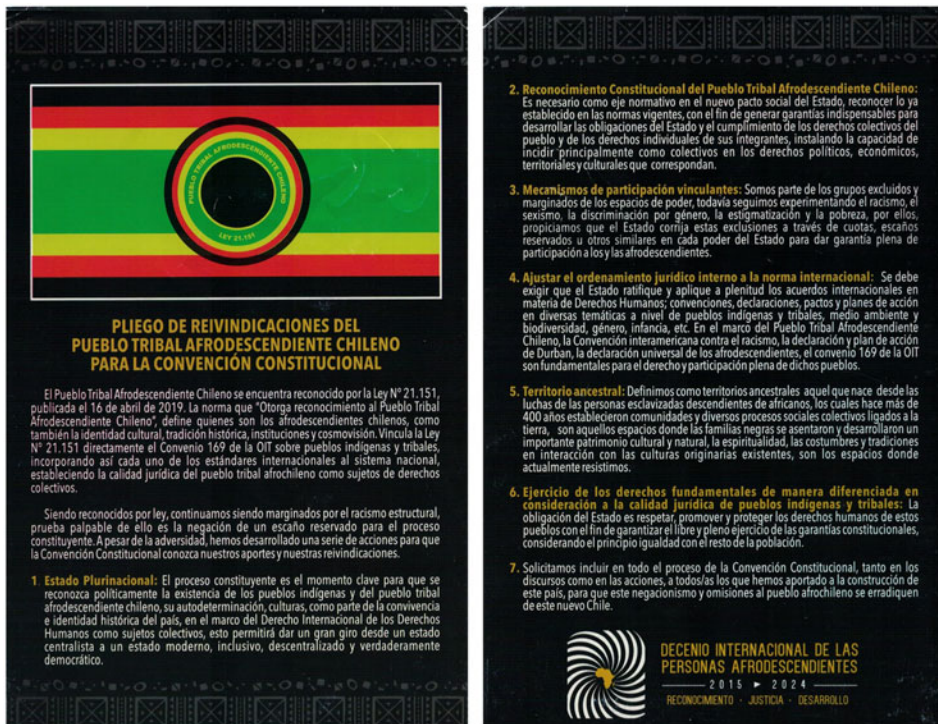 PUEBLO TRIBAL AFRODESCENDIENTE CHILENO
LEY 21.151
PLIEGO DE REIVINDICACIONES DEL
PUEBLO TRIBAL AFRODESCENDIENTE CHILENO
PARA LA CONVENCIÓN CONSTITUCIONAL
El Pueblo Tribal Afrodescendiente Chileno se encuentra reconocido por la Ley N° 21.151,
publicada el 16 de abril de 2019. La norma que "Otorga reconocimiento al Pueblo Tribal
Afrodescendiente Chileno", define quienes son los afrodescendientes chilenos, como
también la identidad cultural, tradición histórica, instituciones y cosmovisión. Vincula la Ley
N° 21.151 directamente el Convenio 169 de la OIT sobre pueblos indígenas y tribales,
incorporando así cada uno de los estándares internacionales al sistema nacional,
estableciendo la calidad jurídica del pueblo tribal afrochileno como sujetos de derechos
colectivos.
Siendo reconocidos por ley, continuamos siendo marginados por el racismo estructural,
prueba palpable de ello es la negación de un escaño reservado para el proceso
constituyente. A pesar de la adversidad, hemos desarrollado una serie de acciones para que
la Convención Constitucional conozca nuestros aportes y nuestras reivindicaciones.
1 Estado Plurinacional: El proceso constituyente es el momento clave para que se
reconozca políticamente la existencia de los pueblos indígenas y del pueblo tribal
afrodescendiente chileno, su autodeterminación, culturas, como parte de la convivencia
e identidad histórica del país, en el marco del Derecho Internacional de los Derechos
Humanos como sujetos colectivos, esto permitirá dar un gran giro desde un estado
centralista a un estado moderno, inclusivo, descentralizado y verdaderamente
democrático.
2. Reconocimiento Constitucional del Pueblo Tribal Afrodescendiente Chileno:
Es necesario como eje normativo en el nuevo pacto social del Estado, reconocer lo ya
establecido en las normas vigentes, con el fin de generar garantías indispensables para
desarrollar las obligaciones del Estado y el cumplimiento de los derechos colectivos del
pueblo y de los derechos individuales de sus integrantes, instalando la capacidad de
incidir principalmente como colectivos en los derechos políticos, económicos,
territoriales y culturales que correspondan.
3. Mecanismos de participación vinculantes: Somos parte de los grupos excluidos y
marginados de los espacios de poder, todavía seguimos experimentando el racismo, el
sexismo, la discriminación por género, la estigmatización y la pobreza, por ellos,
propiciamos que el Estado corrija estas exclusiones a través de cuotas, escaños
reservados u otros similares en cada poder del Estado para dar garantía plena de
participación a los y las afrodescendientes.
4. Ajustar el ordenamiento jurídico interno a la norma internacional: Se debe
exigir que el Estado ratifique y aplique a plenitud los acuerdos internacionales en
materia de Derechos Humanos; convenciones, declaraciones, pactos y planes de acción
en diversas temáticas a nivel de pueblos indígenas y tribales, medio ambiente y
biodiversidad, género, infancia, etc. En el marco del Pueblo Tribal Afrodescendiente
Chileno, la Convención interamericana contra el racismo, la declaración y plan de acción
de Durban, la declaración universal de los afrodescendientes, el convenio 169 de la OIT
son fundamentales para el derecho y participación plena de dichos pueblos.
5. Territorio ancestral: Definimos como territorios ancestrales aquel que nace desde las
luchas de las personas esclavizadas descendientes de africanos, los cuales hace más de
400 años establecieron comunidades y diversos procesos sociales colectivos ligados a la
tierra, son aquellos espacios donde las familias negras se asentaron y desarrollaron un
importante patrimonio cultural y natural, la espiritualidad, las costumbres y tradiciones
en interacción con las culturas originarias existentes, son los espacios donde
actualmente resistimos.
6. Ejercicio de los derechos fundamentales de manera diferenciada en
consideración a la calidad jurídica de pueblos indígenas y tribales: La
obligación del Estado es respetar, promover y proteger los derechos humanos de estos
pueblos con el fin de garantizar el libre y pleno ejercicio de las garantías constitucionales,
considerando el principio igualdad con el resto de la población.
7. Solicitamos incluir en todo el proceso de la Convención Constitucional, tanto en los
discursos como en las acciones, a todos/as los que hemos aportado a la construcción de
este país, para que este negacionismo y omisiones al pueblo afrochileno se erradiquen
de este nuevo Chile.
DECENIO INTERNACIONAL DE LAS
PERSONAS AFRODESCENDIENTES
2015 ► 2024
RECONOCIMIENTO · JUSTICIA · DESARROLLO